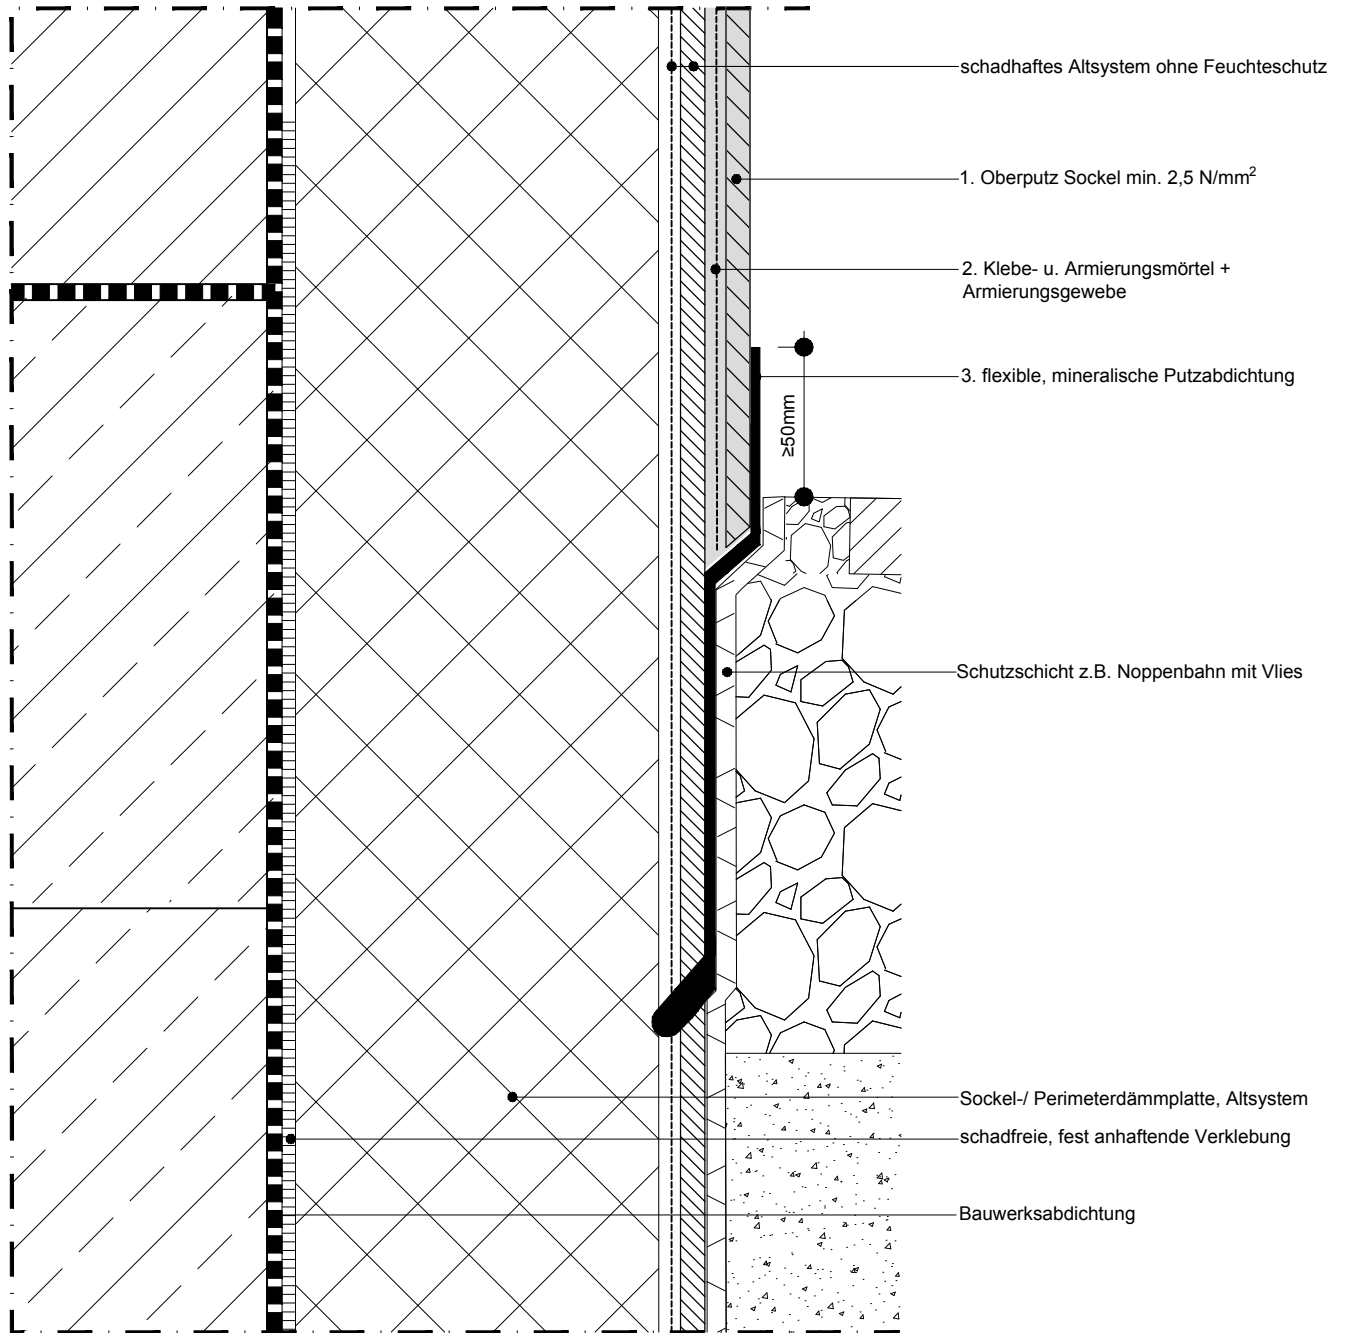 schadhaftes Altsystem ohne Feuchteschutz
1. Oberputz Sockel min. 2,5 N/mm²
2. Klebe- u. Armierungsmörtel +
Armierungsgewebe
3. flexible, mineralische Putzabdichtung
≥50mm
Schutzschicht z.B. Noppenbahn mit Vlies
Sockel-/ Perimeterdämmplatte, Altsystem
schadfreie, fest anhaftende Verklebung
Bauwerksabdichtung